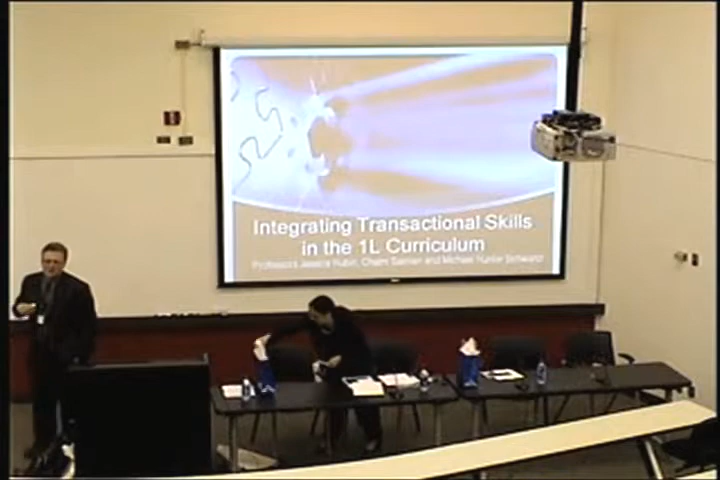 Integrating Transactional Skills
in the 1L Curriculum
Professors Jessica Rubin, Chaim Saiman and Michael Hunter Schwartz